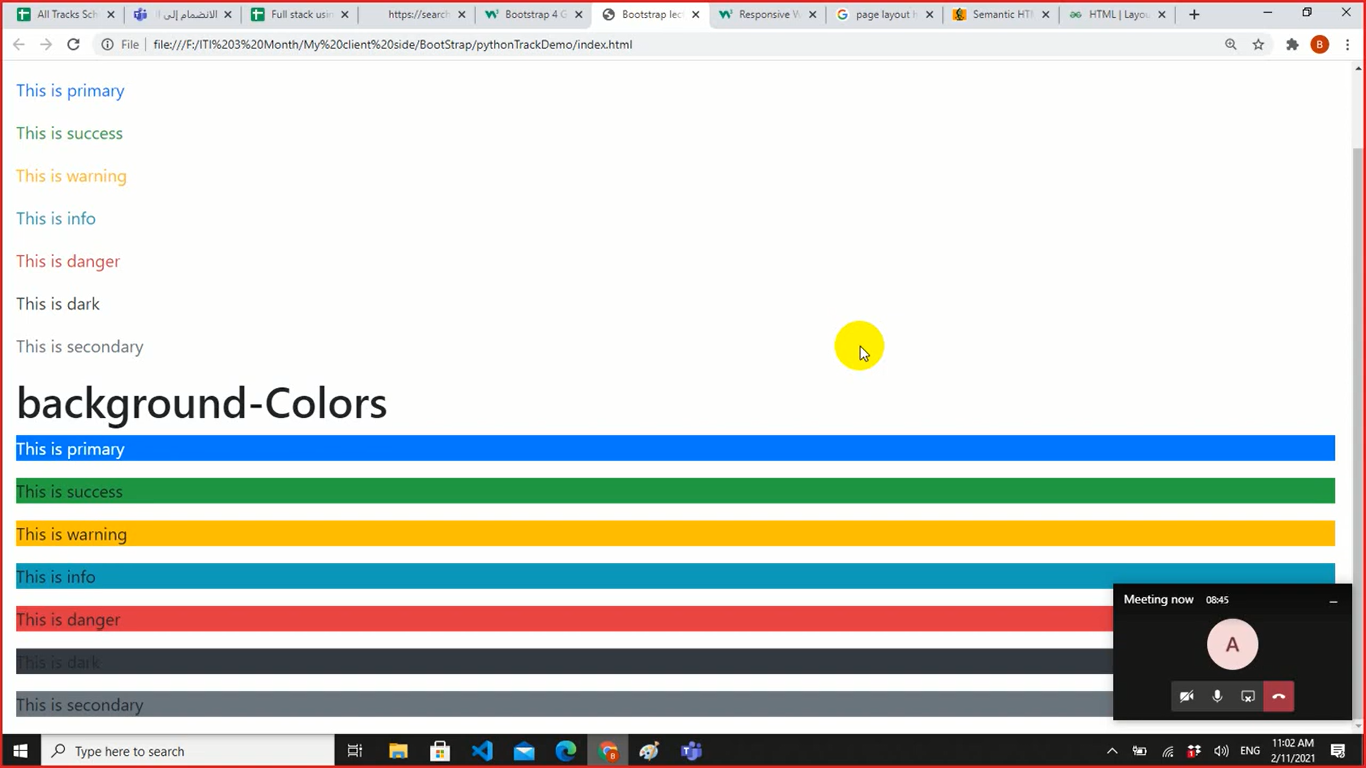 All Tracks Sch
الانضمام إلى
Full stack usin
https://search
Bootstrap 4 G
Bootstrap lec
Responsive W
page layout h
Semantic HTM
HTML | Layou
File
file:///F:/ITI%203%20Month/My%20client%20side/BootStrap/pythonTrackDemo/index.html
B
This is primary
This is success
This is warning
This is info
This is danger
This is dark
This is secondary
background-Colors
This is primary
This is success
This is warning
This is info
This is danger
This is dark
This is secondary
Meeting now 08:45
A
Type here to search
ENG
11:02 AM
2/11/2021